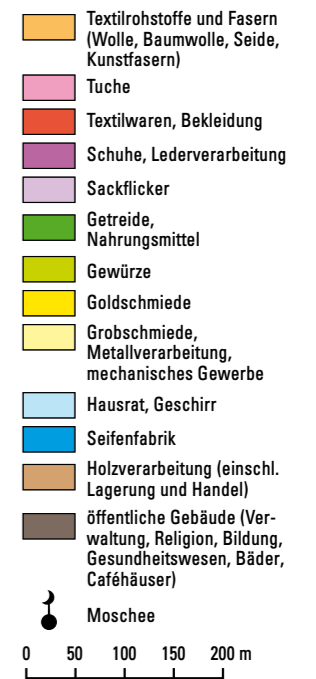 Textilrohstoffe und Fasern
(Wolle, Baumwolle, Seide,
Kunstfasern)
Tuche
Textilwaren, Bekleidung
Schuhe, Lederverarbeitung
Sackflicker
Getreide,
Nahrungsmittel
Gewürze
Goldschmiede
Grobschmiede,
Metallverarbeitung,
mechanisches Gewerbe
Hausrat, Geschirr
Seifenfabrik
Holzverarbeitung (einschl.
Lagerung und Handel)
öffentliche Gebäude (Ver-
waltung, Religion, Bildung,
Gesundheitswesen, Bäder,
Caféhäuser)
Moschee
0 50 100 150 200 m